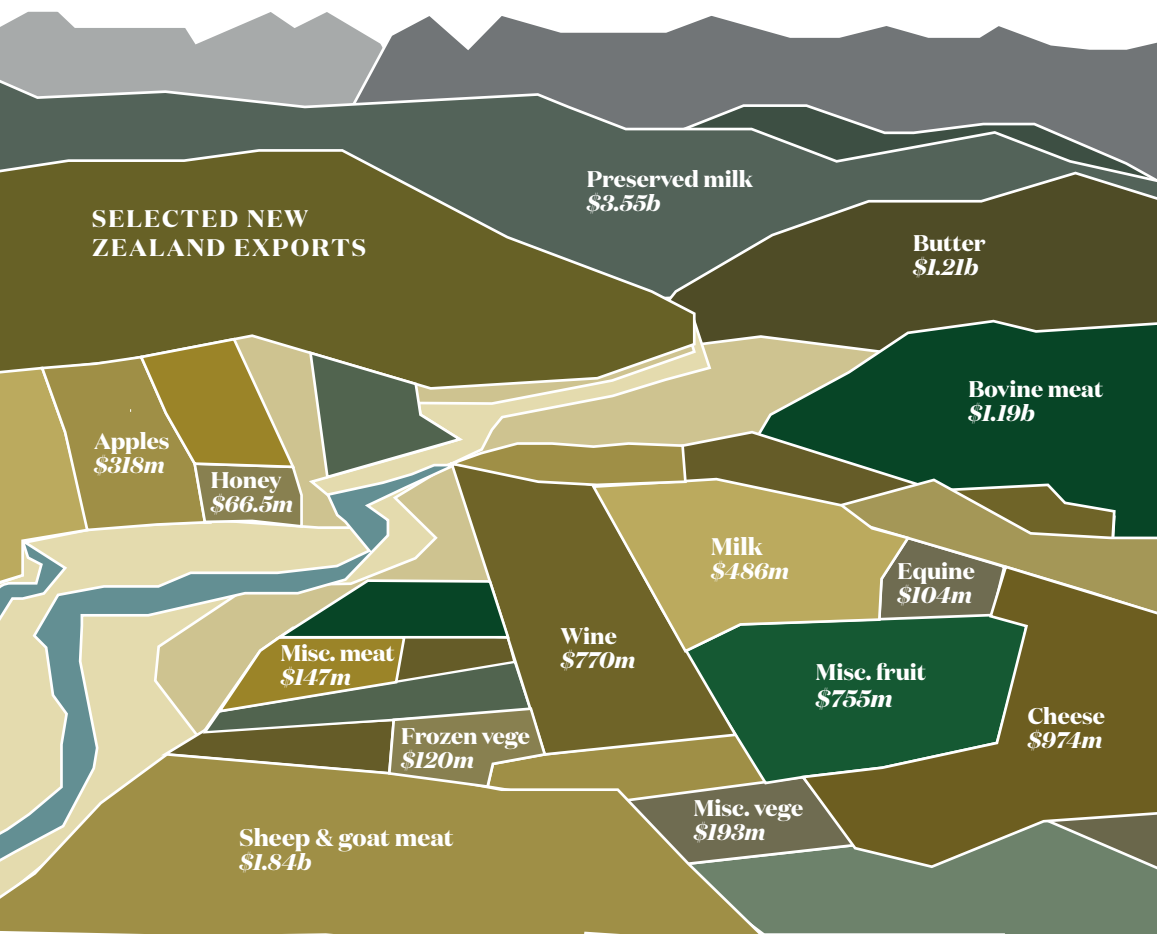 Preserved milk
$3.55b
SELECTED NEW
ZEALAND EXPORTS
Butter
$1.21b
Bovine meat
$1.19b
Apples
$318m
Honey
$66.5m
Milk
$486m
Equine
$104m
Wine
$770m
Misc. meat
$147m
Misc. fruit
$755m
Cheese
$974m
Frozen vege
$120m
Misc. vege
$193m
Sheep & goat meat
$1.84b